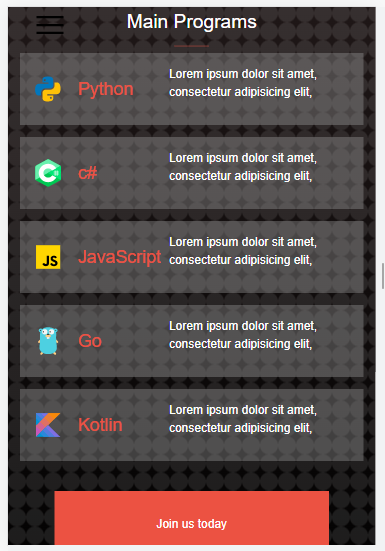 Main Programs
Python
Lorem ipsum dolor sit amet,
consectetur adipisicing elit,
c#
Lorem ipsum dolor sit amet,
consectetur adipisicing elit,
JS
JavaScript
Lorem ipsum dolor sit amet,
consectetur adipisicing elit,
Go
Lorem ipsum dolor sit amet,
consectetur adipisicing elit,
Kotlin
Lorem ipsum dolor sit amet,
consectetur adipisicing elit,
Join us today